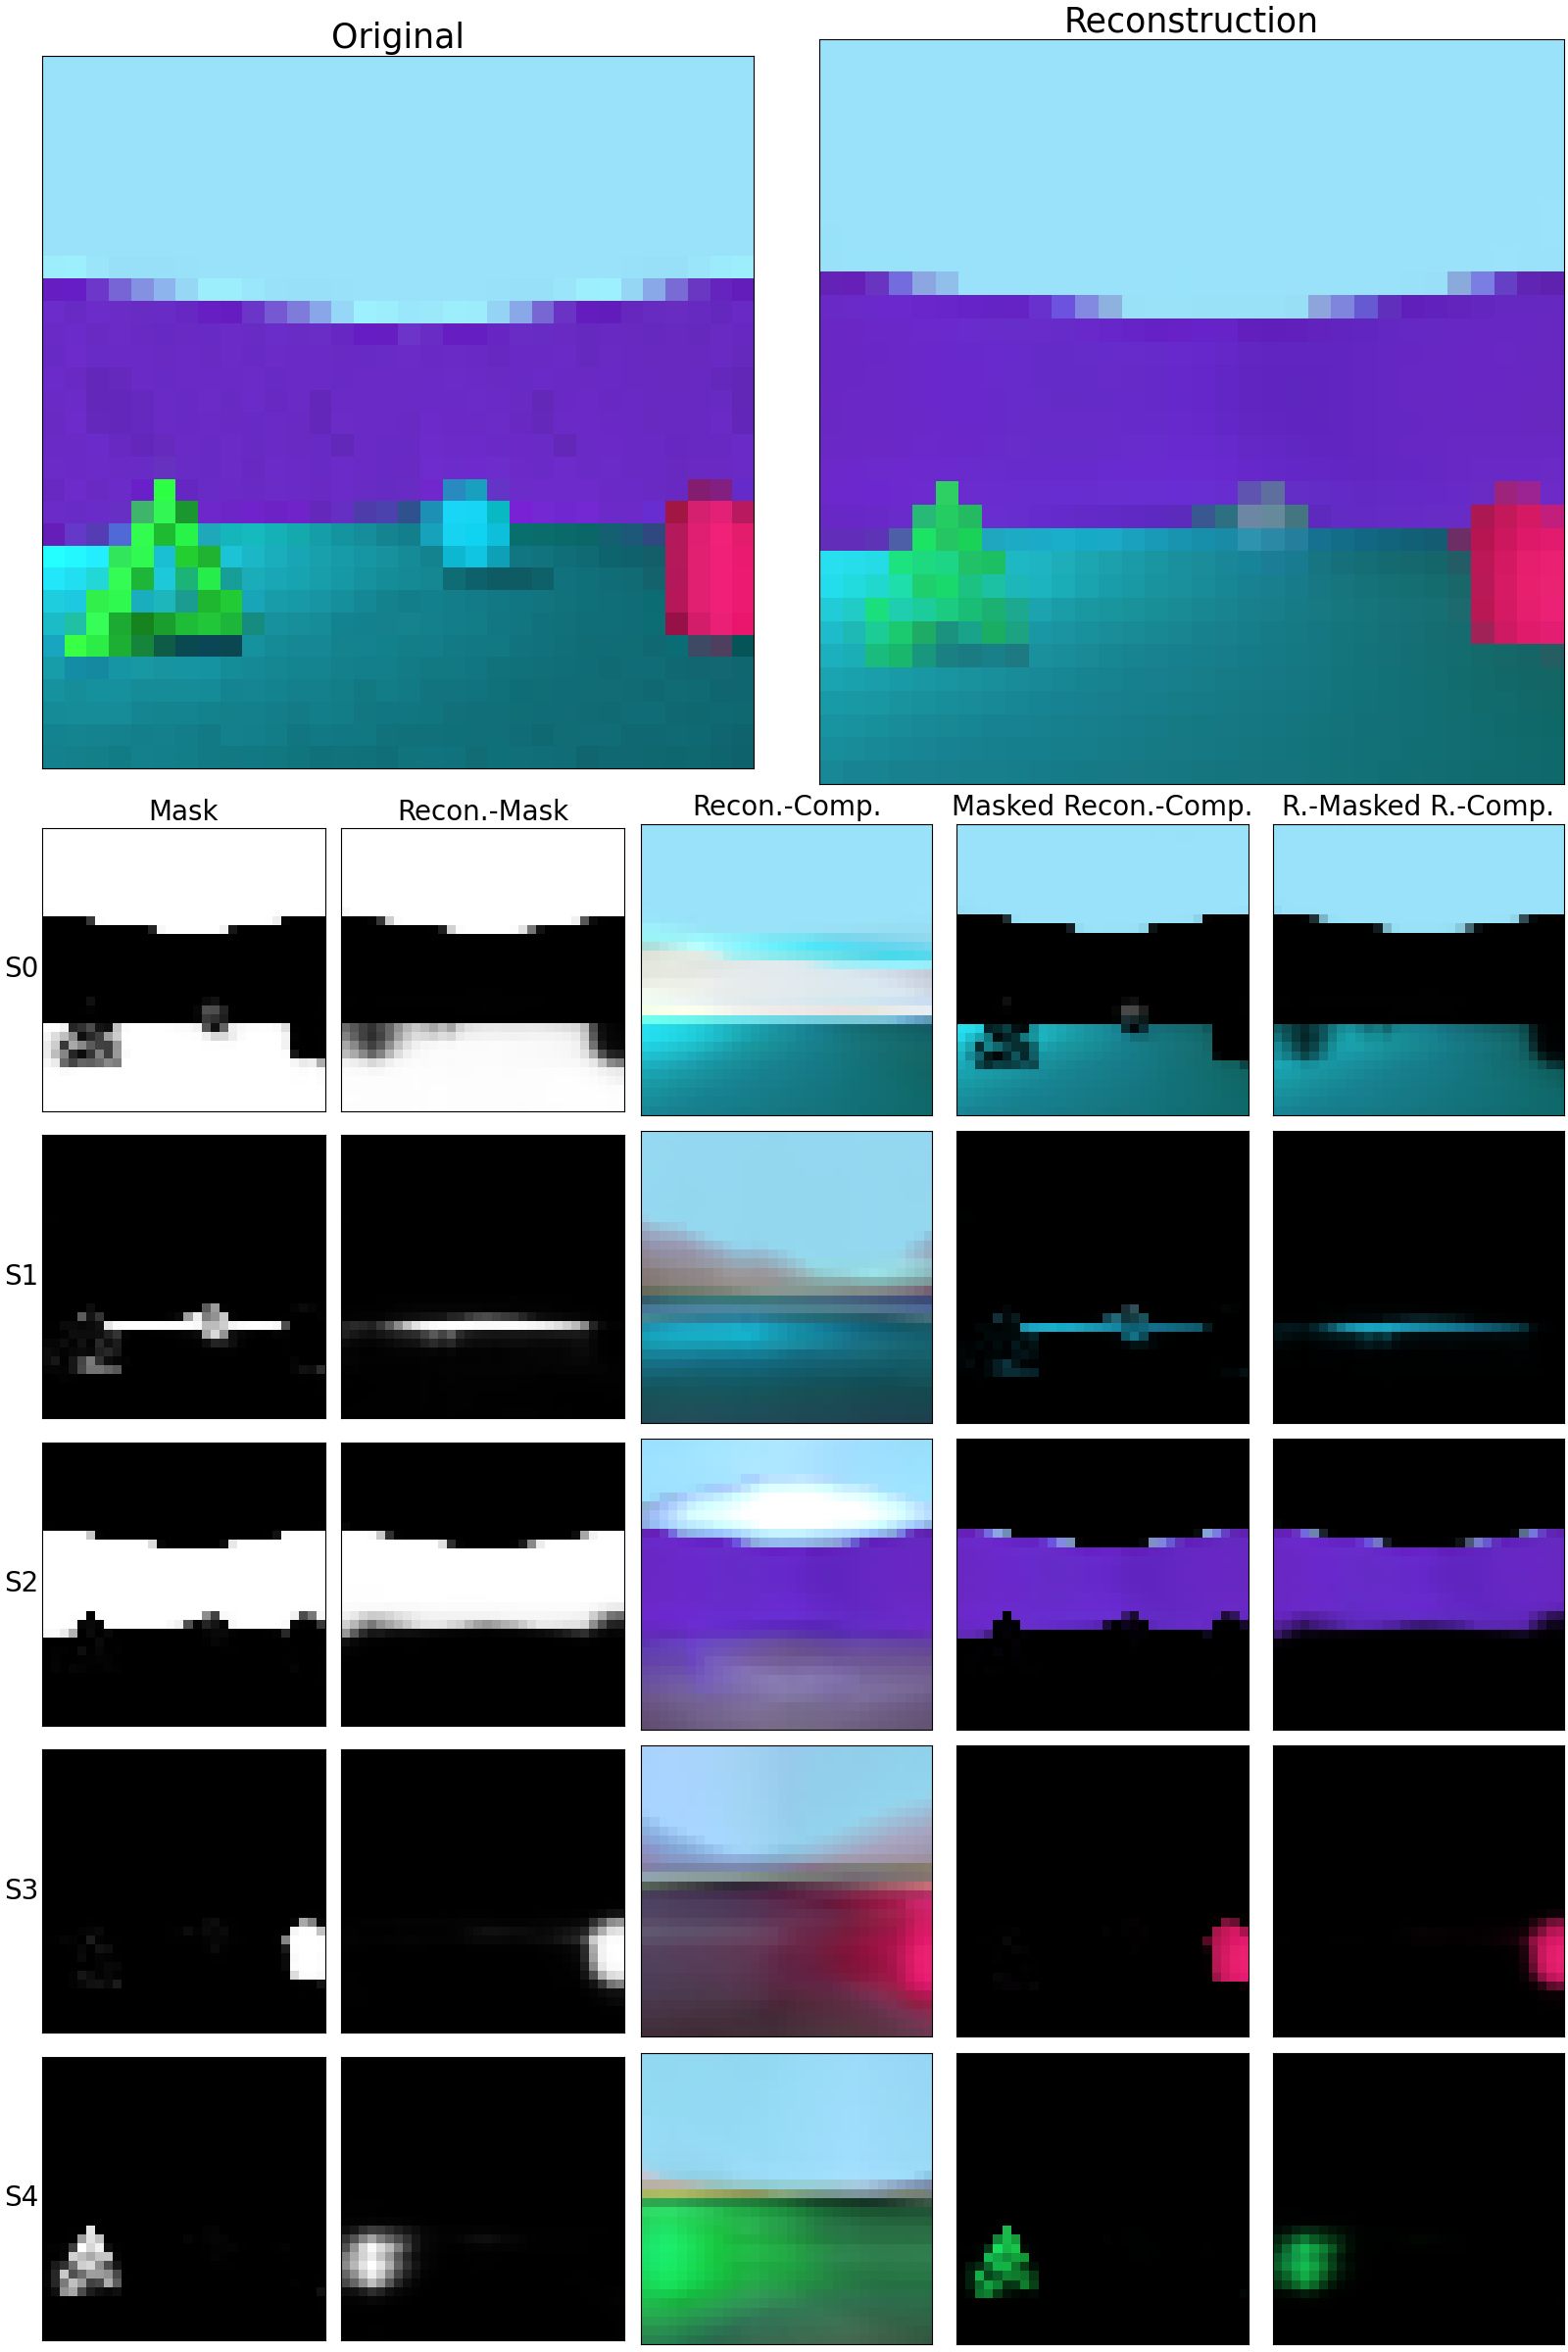 Original
Reconstruction
Mask
Recon.-Mask
Recon.-Comp.
Masked Recon.-Comp.
R.-Masked R.-Comp.
S0
S1
S2
S3
S4